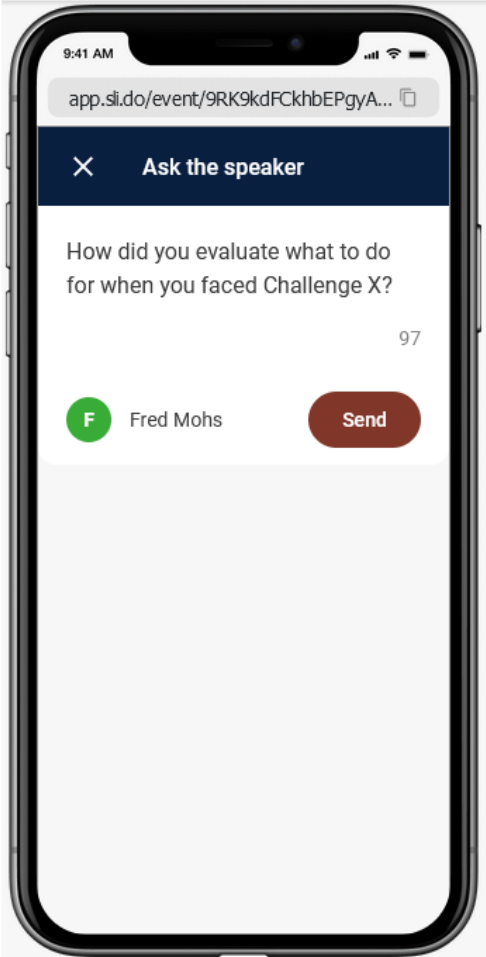 9:41 AM
app.sli.do/event/9RK9kdFCkhbEPgyA...
Ask the speaker
How did you evaluate what to do
for when you faced Challenge X?
97
F Fred Mohs Send